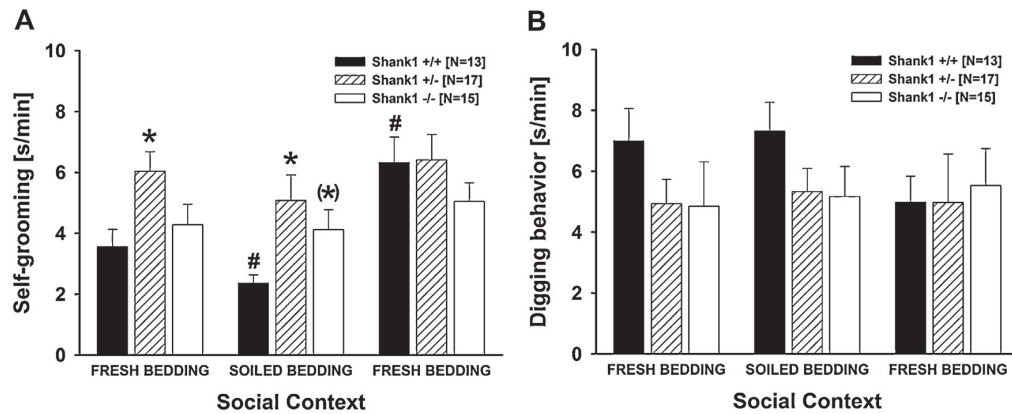 A
Self-grooming [s/min]
10
8
6
4
2
0
Shank1 +/+ [N=13]
Shank1 +/- [N=17]
Shank1 -/- [N=15]
*
#
*
(*)
#
FRESH BEDDING SOILED BEDDING FRESH BEDDING
Social Context
B
Digging behavior [s/min]
10
8
6
4
2
0
Shank1 +/+ [N=13]
Shank1 +/- [N=17]
Shank1 -/- [N=15]
FRESH BEDDING SOILED BEDDING FRESH BEDDING
Social Context